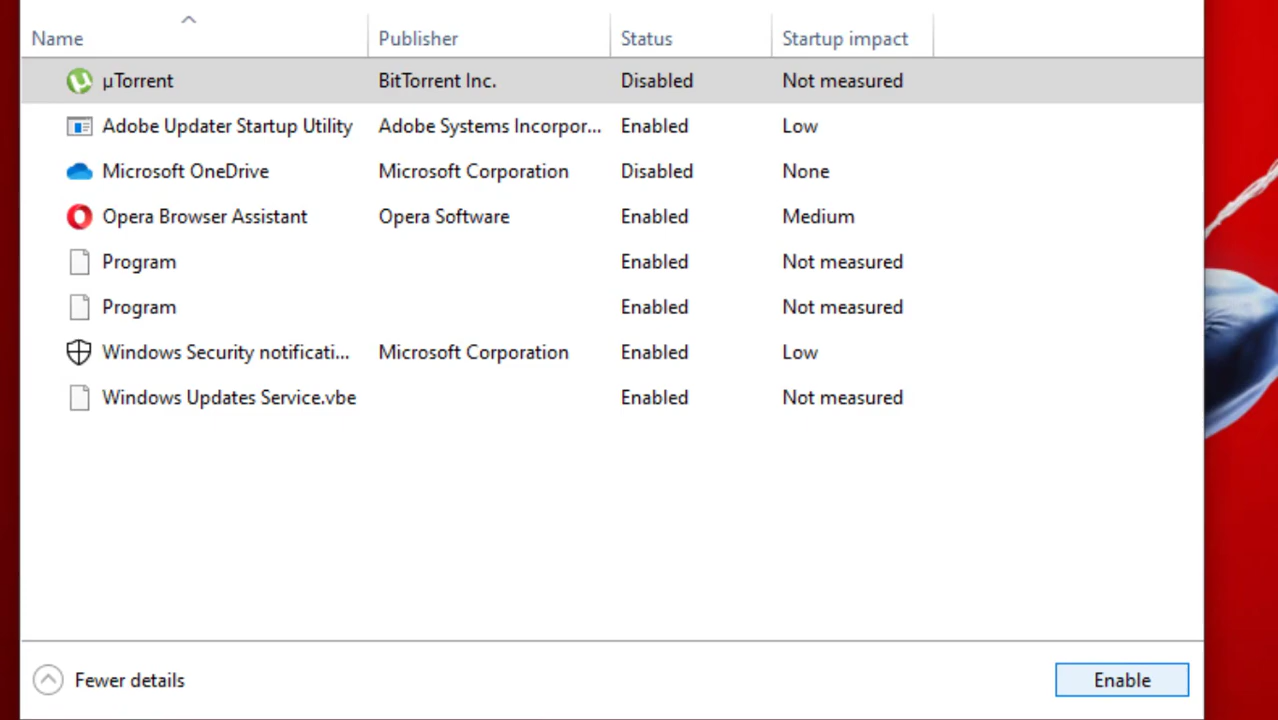 Name Publisher Status Startup impact
µTorrent BitTorrent Inc. Disabled Not measured
Adobe Updater Startup Utility Adobe Systems Incorpor... Enabled Low
Microsoft OneDrive Microsoft Corporation Disabled None
Opera Browser Assistant Opera Software Enabled Medium
Program Enabled Not measured
Program Enabled Not measured
Windows Security notificati... Microsoft Corporation Enabled Low
Windows Updates Service.vbe Enabled Not measured
Fewer details Enable